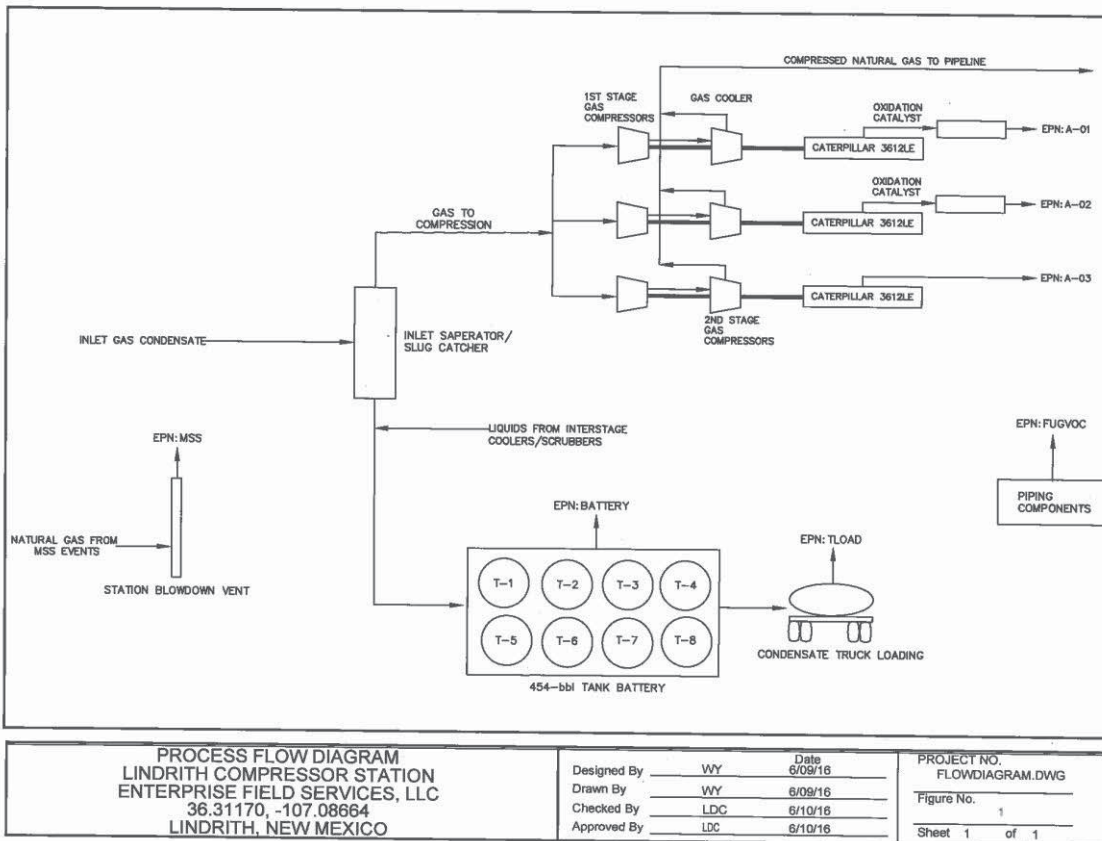 COMPRESSED NATURAL GAS TO PIPELINE
1ST STAGE
GAS
COMPRESSORS
GAS COOLER
OXIDATION
CATALYST
EPN: A-01
CATERPILLAR 3612LE
OXIDATION
CATALYST
EPN: A-02
CATERPILLAR 3612LE
GAS TO
COMPRESSION
EPN: A-03
CATERPILLAR 3612LE
2ND STAGE
GAS
COMPRESSORS
INLET GAS CONDENSATE
INLET SAPERATOR/
SLUG CATCHER
LIQUIDS FROM INTERSTAGE
COOLERS/SCRUBBERS
EPN: MSS
NATURAL GAS FROM
MSS EVENTS
STATION BLOWDOWN VENT
EPN: FUGVOC
PIPING
COMPONENTS
EPN: BATTERY
T-1 T-2 T-3 T-4
T-5 T-6 T-7 T-8
454-bbl TANK BATTERY
EPN: TLOAD
CONDENSATE TRUCK LOADING
PROCESS FLOW DIAGRAM
LINDRITH COMPRESSOR STATION
ENTERPRISE FIELD SERVICES, LLC
36.31170, -107.08664
LINDRITH, NEW MEXICO
Date
Designed By WY 6/09/16
Drawn By WY 6/09/16
Checked By LDC 6/10/16
Approved By LDC 6/10/16
PROJECT NO.
FLOWDIAGRAM.DWG
Figure No.
1
Sheet 1 of 1